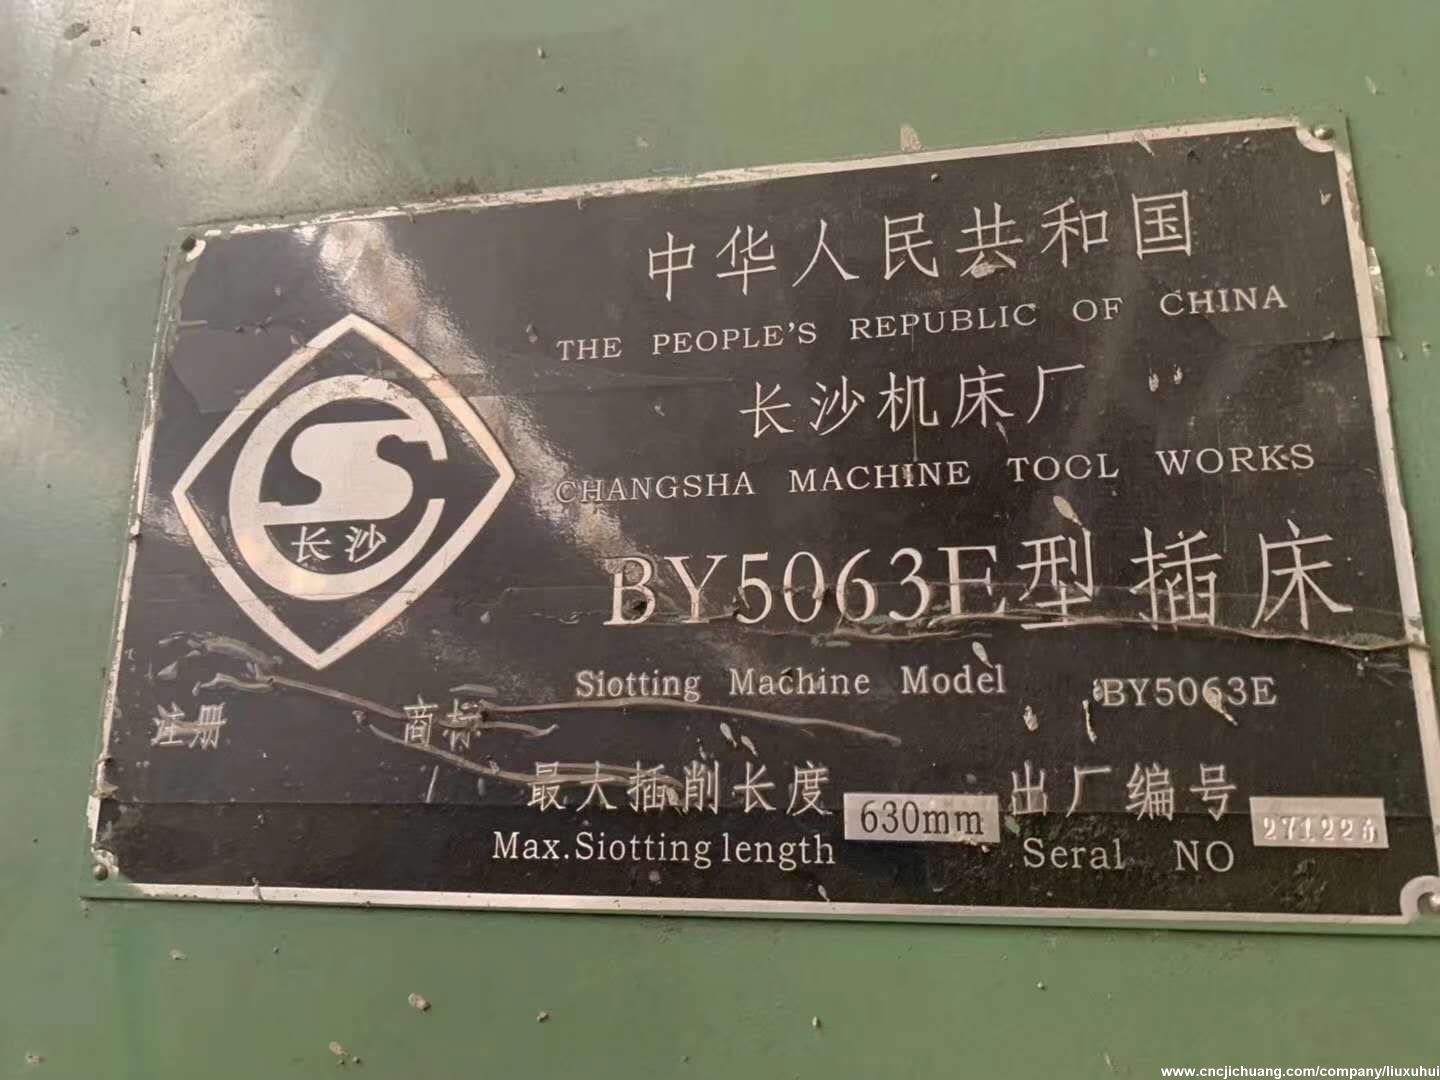 中华人民共和国
THE PEOPLE'S REPUBLIC OF CHINA
长沙机床厂
CHANGSHA MACHINE TOOL WORKS
长沙
BY5063E型插床
Siotting Machine Model BY5063E
注册 商标
最大插削长度 630mm 出厂编号
Max.Siotting length Seral NO
www.cncjichuang.com/company/liuxuhui